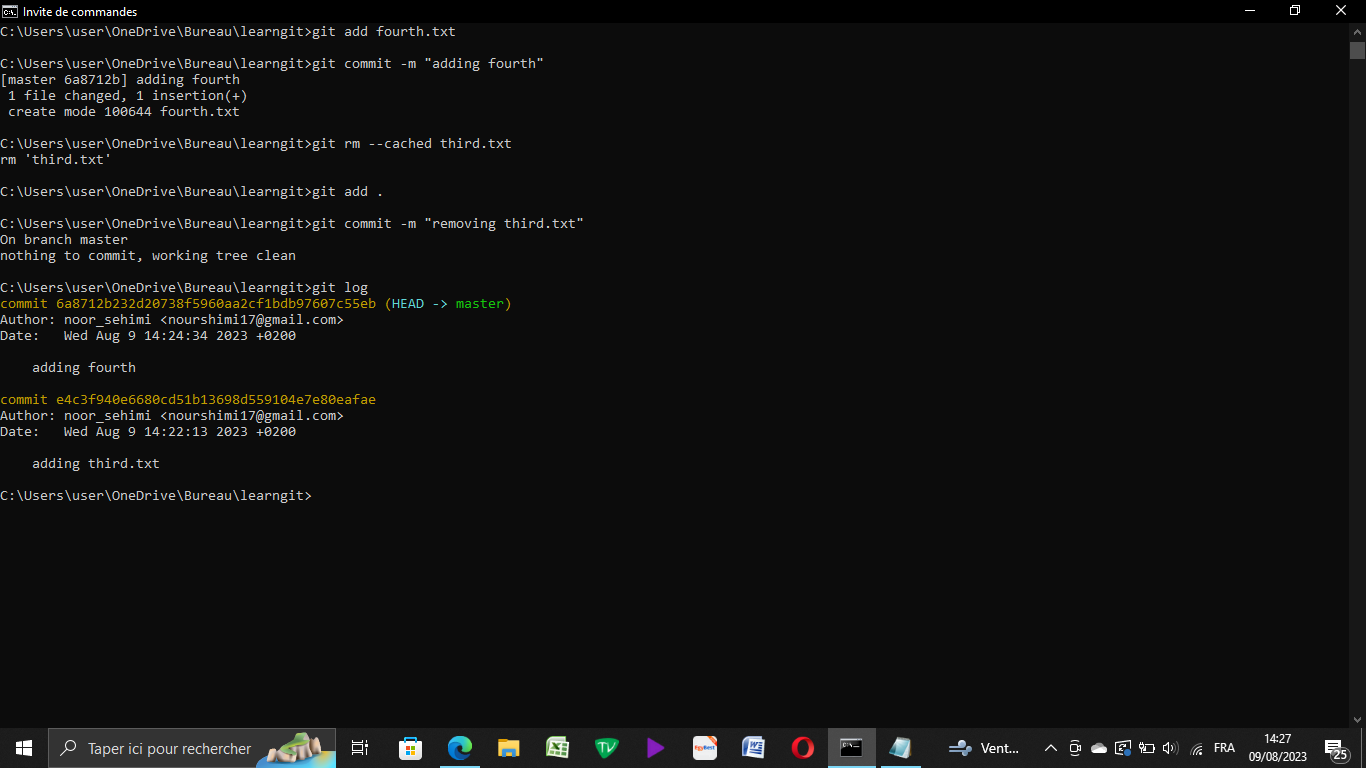 Invite de commandes
C:\Users\user\OneDrive\Bureau\learngit>git add fourth.txt
C:\Users\user\OneDrive\Bureau\learngit>git commit -m "adding fourth"
[master 6a8712b] adding fourth
 1 file changed, 1 insertion(+)
 create mode 100644 fourth.txt
C:\Users\user\OneDrive\Bureau\learngit>git rm --cached third.txt
rm 'third.txt'
C:\Users\user\OneDrive\Bureau\learngit>git add .
C:\Users\user\OneDrive\Bureau\learngit>git commit -m "removing third.txt"
On branch master
nothing to commit, working tree clean
C:\Users\user\OneDrive\Bureau\learngit>git log
commit 6a8712b232d20738f5960aa2cf1bdb97607c55eb (HEAD -> master)
Author: noor_sehimi <nourshimi17@gmail.com>
Date:   Wed Aug 9 14:24:34 2023 +0200
    adding fourth
commit e4c3f940e6680cd51b13698d559104e7e80eafae
Author: noor_sehimi <nourshimi17@gmail.com>
Date:   Wed Aug 9 14:22:13 2023 +0200
    adding third.txt
C:\Users\user\OneDrive\Bureau\learngit>
Taper ici pour rechercher
TV
EgyBest
Vent...
FRA
14:27
09/08/2023
25